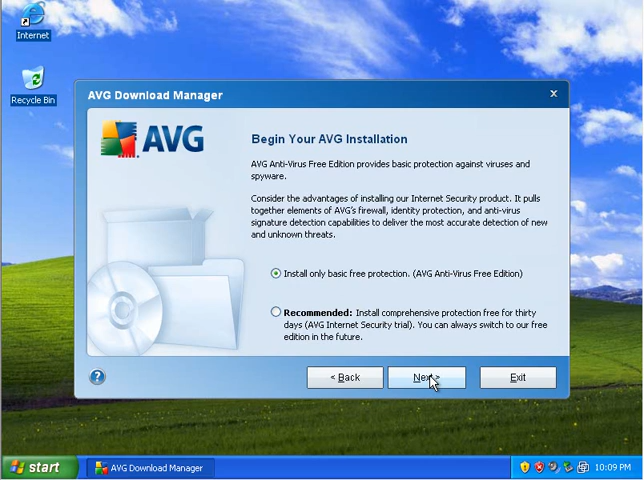 Internet
Recycle Bin
AVG Download Manager
AVG
Begin Your AVG Installation
AVG Anti-Virus Free Edition provides basic protection against viruses and
spyware.
Consider the advantages of installing our Internet Security product. It pulls
together elements of AVG's firewall, identity protection, and anti-virus
signature detection capabilities to deliver the most accurate detection of new
and unknown threats.
Install only basic free protection. (AVG Anti-Virus Free Edition)
Recommended: Install comprehensive protection free for thirty
days (AVG Internet Security trial). You can always switch to our free
edition in the future.
< Back
Next >
Exit
start
AVG Download Manager
10:09 PM